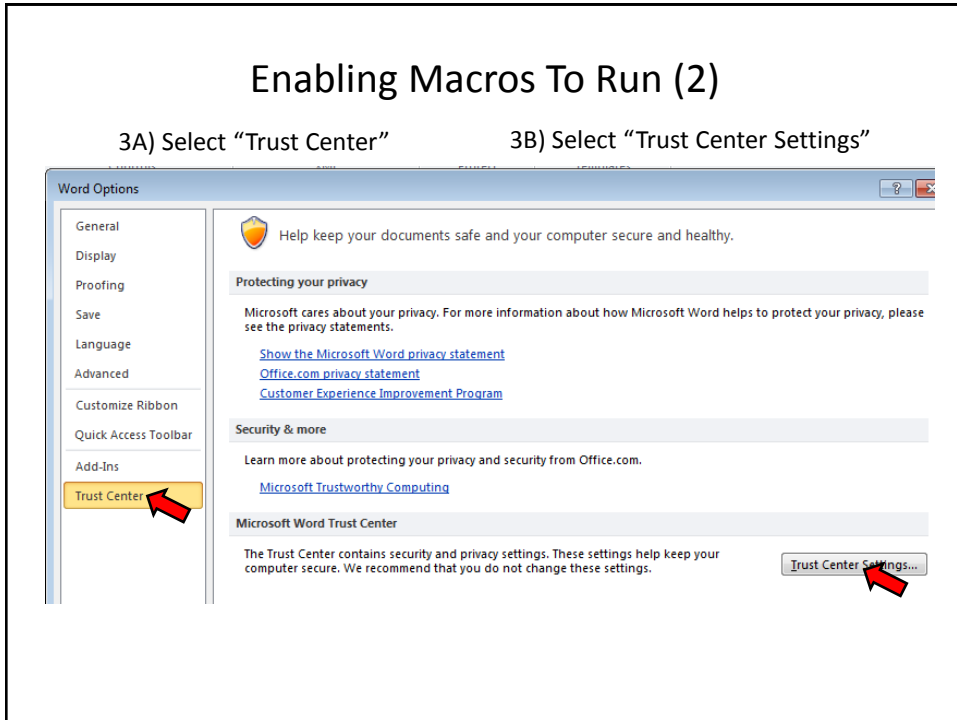 Enabling Macros To Run (2)
3A) Select “Trust Center”
3B) Select “Trust Center Settings”
Word Options
General
Display
Proofing
Save
Language
Advanced
Customize Ribbon
Quick Access Toolbar
Add-Ins
Trust Center
Help keep your documents safe and your computer secure and healthy.
Protecting your privacy
Microsoft cares about your privacy. For more information about how Microsoft Word helps to protect your privacy, please
see the privacy statements.
Show the Microsoft Word privacy statement
Office.com privacy statement
Customer Experience Improvement Program
Security & more
Learn more about protecting your privacy and security from Office.com.
Microsoft Trustworthy Computing
Microsoft Word Trust Center
The Trust Center contains security and privacy settings. These settings help keep your
computer secure. We recommend that you do not change these settings.
Trust Center Settings...